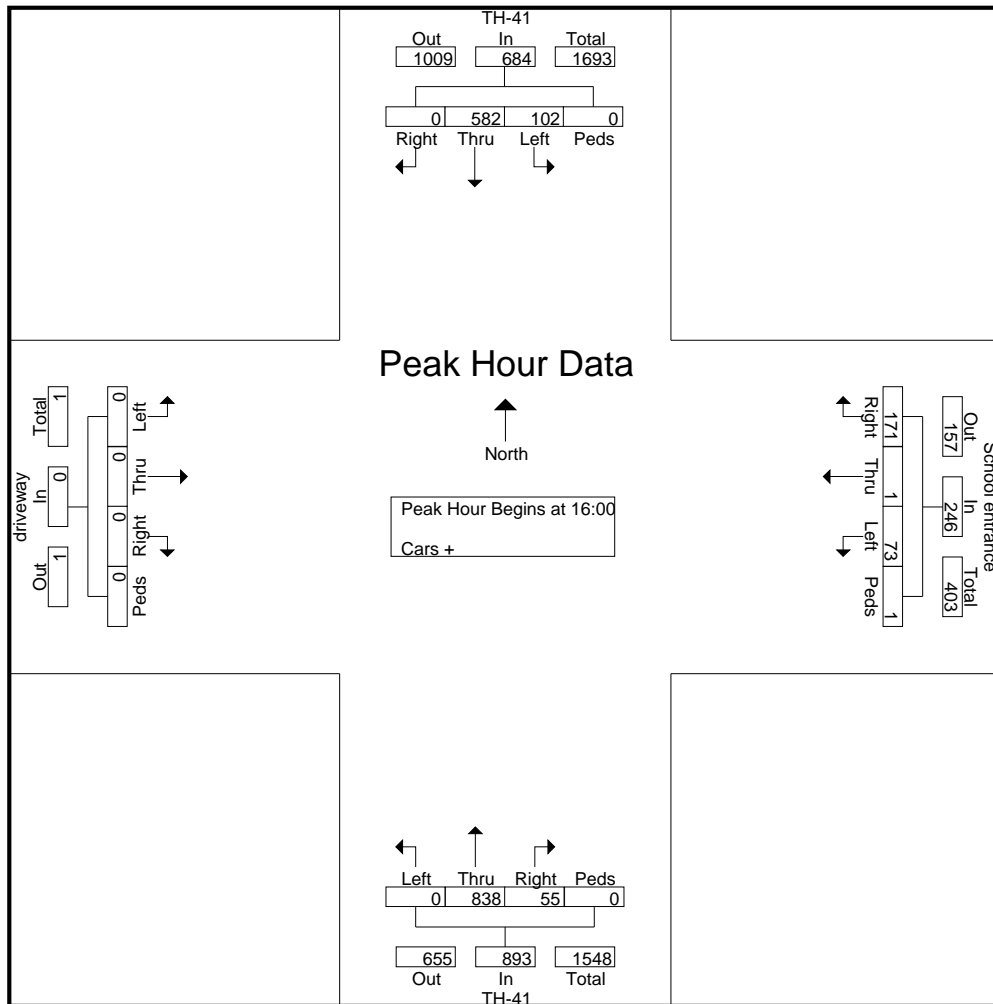 TH-41
Out In Total
1009 684 1693
0 582 102 0
Right Thru Left Peds
Peak Hour Data
North
Peak Hour Begins at 16:00
Cars +
driveway
Out In Total
1 0 1
0 0 0 0
Left Thru Right Peds
School entrance
Out In Total
157 246 403
171 1 73 1
Right Thru Left Peds
Left Thru Right Peds
0 838 55 0
655 893 1548
Out In Total
TH-41